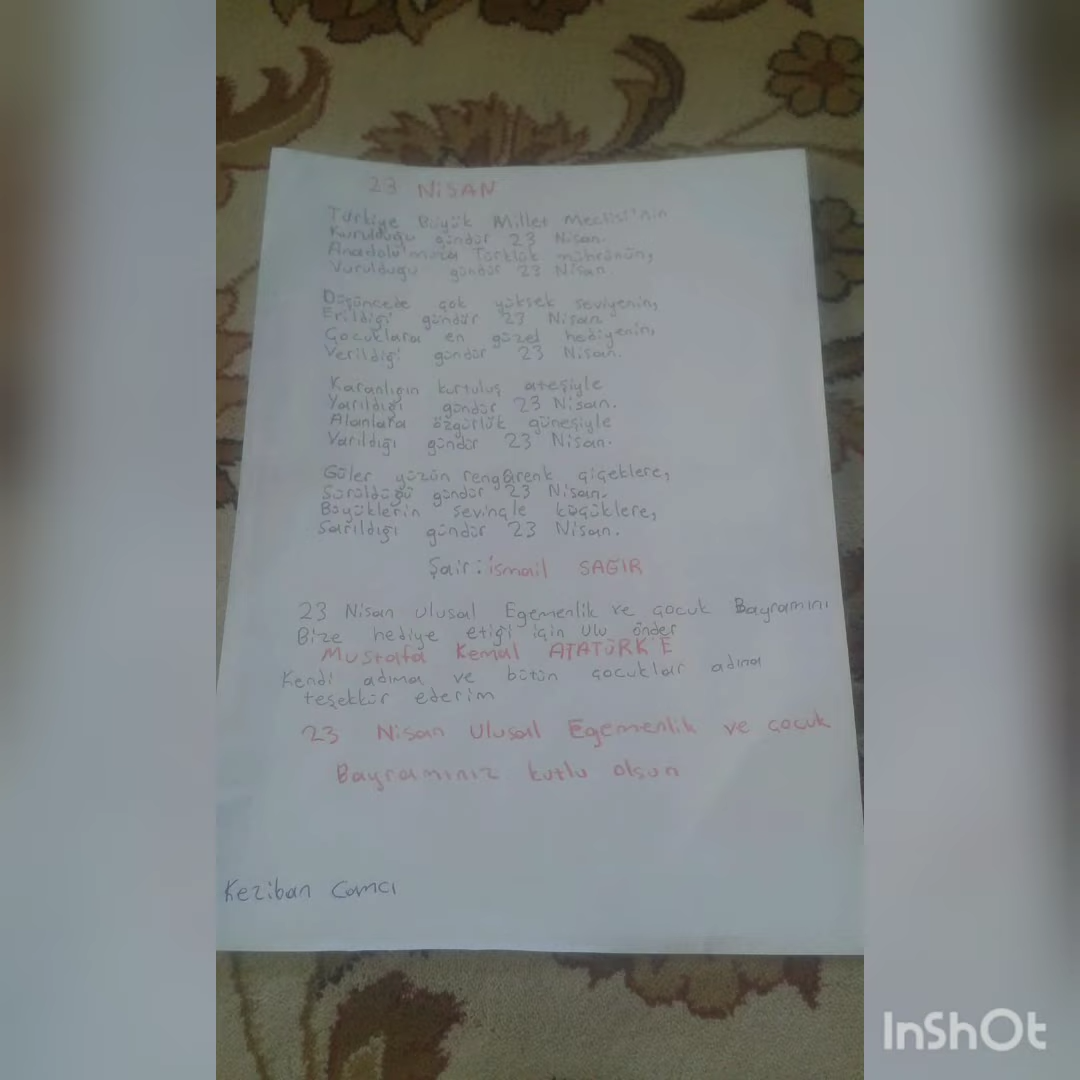 23 NİSAN
Türkiye Büyük Millet Meclisi'nin
Kurulduğu gündür 23 Nisan.
Anadolu'muza Türklük mührünün,
Vurulduğu gündür 23 Nisan.
Düşüncede çok yüksek seviyenin,
Erildiği gündür 23 Nisan
Çocuklara en güzel hediyenin,
Verildiği gündür 23 Nisan.
Karanlığın kurtuluş ateşiyle
Yarıldığı gündür 23 Nisan.
Alanlara özgürlük güneşiyle
Varıldığı gündür 23 Nisan.
Güler yüzün rengarenk çiçeklere,
Sürüldüğü gündür 23 Nisan.
Büyüklerin sevinçle küçüklere,
Sarıldığı gündür 23 Nisan.
Şair: ismail SAĞIR
23 Nisan Ulusal Egemenlik ve çocuk Bayramını
Bize hediye etiği için ulu önder
Mustafa Kemal ATATÜRK'E
Kendi adıma ve bütün çocuklar adına
teşekkür ederim
23 Nisan Ulusal Egemenlik ve çocuk
Bayramınız kutlu olsun
Keziban Camcı
InShOt